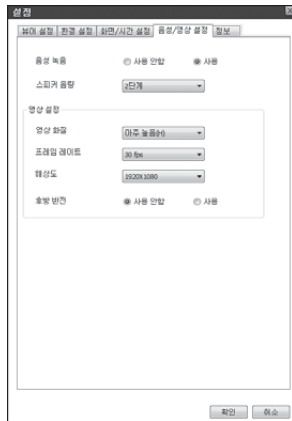 설정
뷰어 설정 환경 설정 화면/시간 설정 음성/영상 설정 정보
음성 녹음 사용 안함 사용
스피커 음량 2단계
영상 설정
영상 화질 아주 높음(H)
프레임 레이트 30 fps
해상도 1920X1080
후방 반전 사용 안함 사용
확인 취소